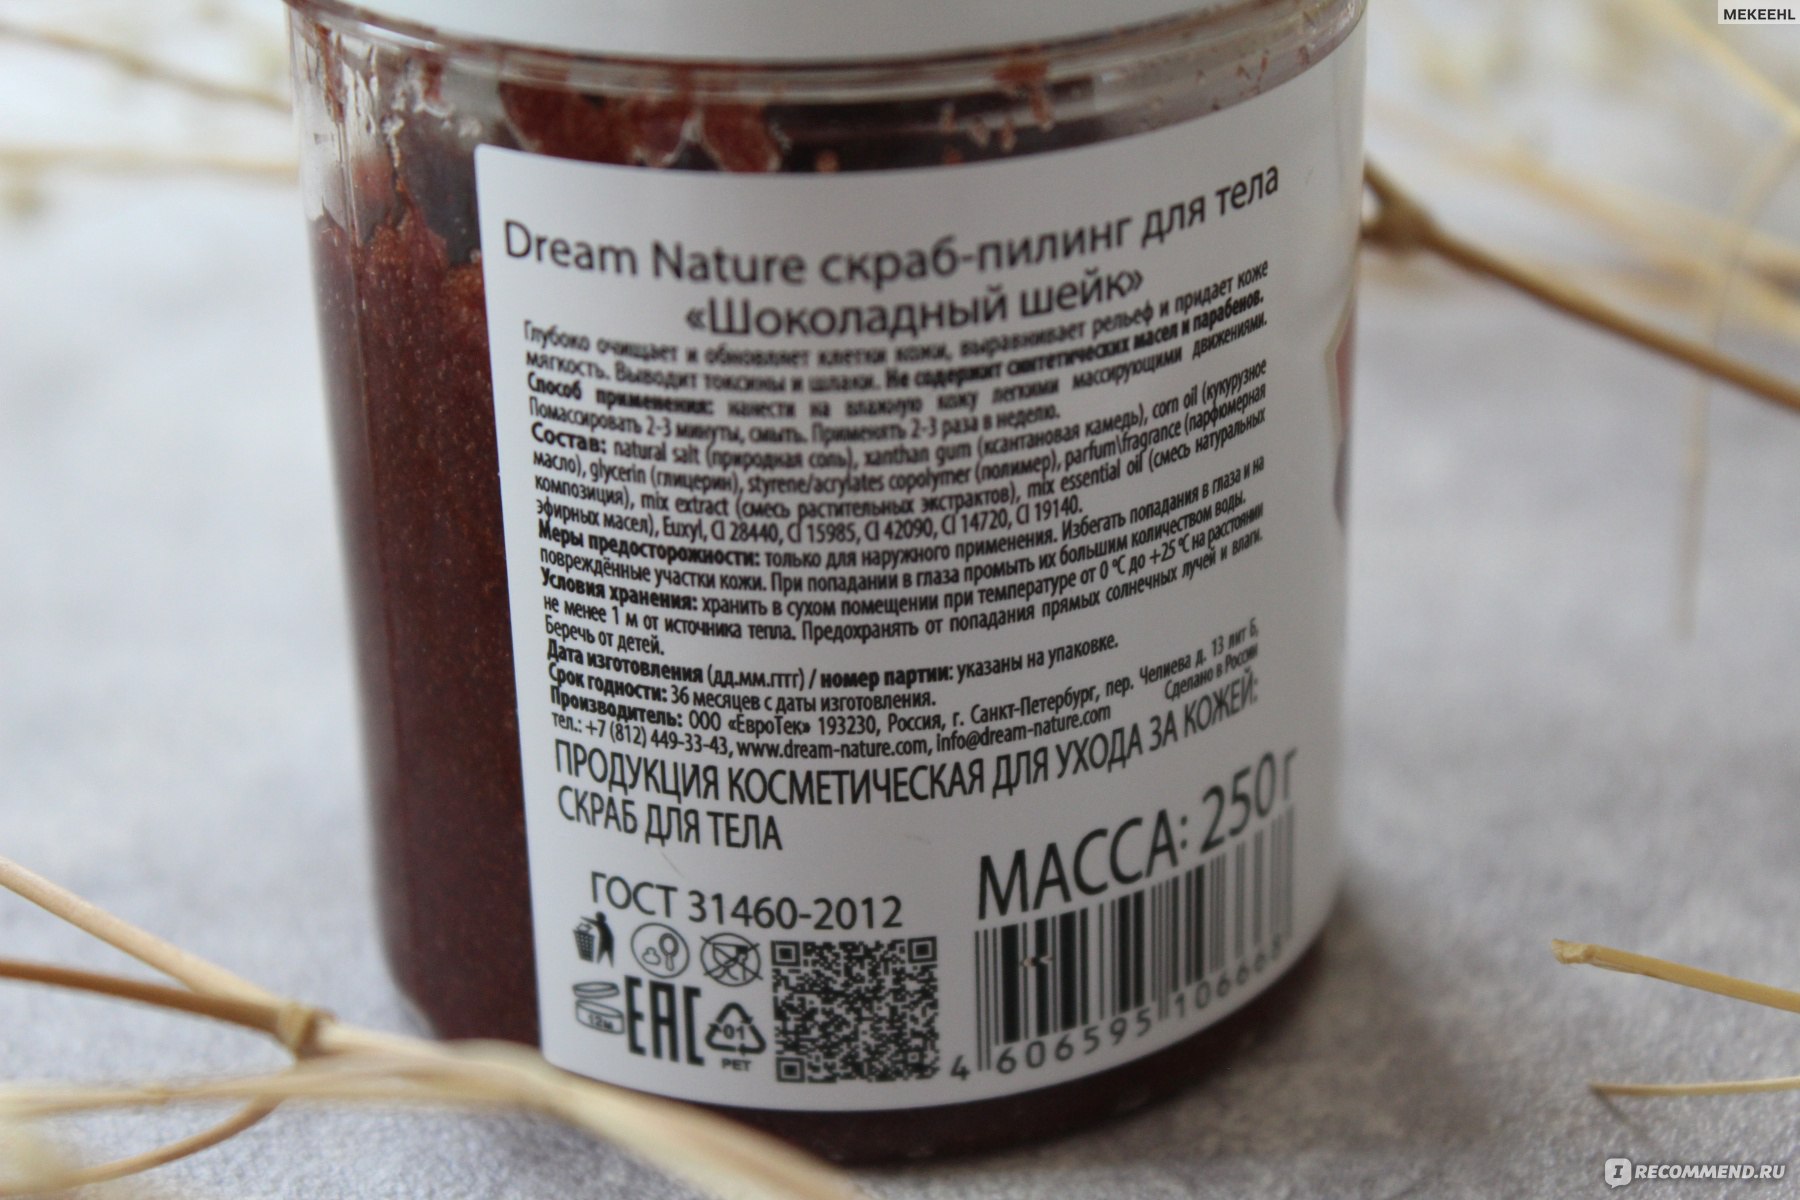 MEKEEHL
Dream Nature скраб-пилинг для тела
«Шоколадный шейк»
Глубоко очищает и обновляет клетки кожи, выравнивает рельеф и придает коже
мягкость. Выводит токсины и шлаки. Не содержит синтетических масел и парабенов.
Способ применения: нанести на влажную кожу легкими массирующими движениями.
Помассировать 2-3 минуты, смыть. Применять 2-3 раза в неделю.
Состав: natural salt (природная соль), xanthan gum (ксантановая камедь), corn oil (кукурузное
масло), glycerin (глицерин), styrene/acrylates copolymer (полимер), parfum\fragrance (парфюмерная
композиция), mix extract (смесь растительных экстрактов), mix essential oil (смесь натуральных
эфирных масел), Euxyl, CI 28440, CI 15985, CI 42090, CI 14720, CI 19140.
Меры предосторожности: только для наружного применения. Избегать попадания в глаза и на
повреждённые участки кожи. При попадании в глаза промыть их большим количеством воды.
Условия хранения: хранить в сухом помещении при температуре от 0 °С до +25 °С на расстоянии
не менее 1 м от источника тепла. Предохранять от попадания прямых солнечных лучей и влаги.
Беречь от детей.
Дата изготовления (дд.мм.гггг) / номер партии: указаны на упаковке.
Срок годности: 36 месяцев с даты изготовления.
Производитель: ООО «ЕвроТек» 193230, Россия, г. Санкт-Петербург, пер. Челиева д. 13 лит Б,
тел.: +7 (812) 449-33-43, www.dream-nature.com, info@dream-nature.com Сделано в России
ПРОДУКЦИЯ КОСМЕТИЧЕСКАЯ ДЛЯ УХОДА ЗА КОЖЕЙ:
СКРАБ ДЛЯ ТЕЛА
МАССА: 250 г
ГОСТ 31460-2012
12м
EAC
01
PET
4 606595 106668
IRECOMMEND.RU